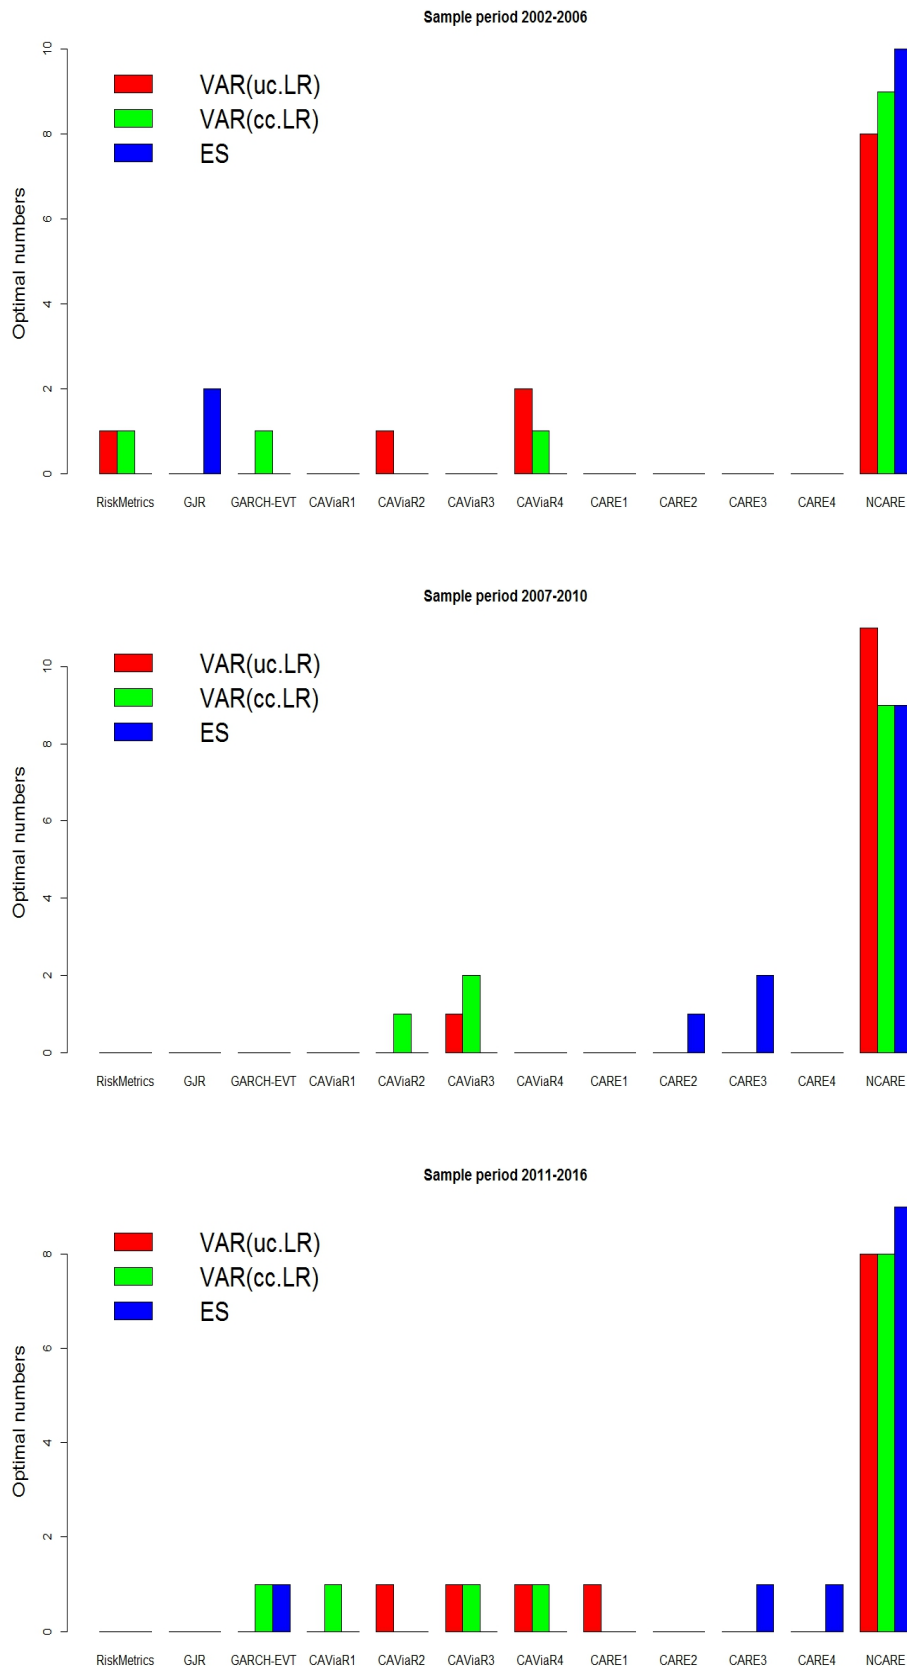 Sample period 2002-2006
Optimal numbers
10
8
6
4
2
0
VAR(uc.LR)
VAR(cc.LR)
ES
RiskMetrics GJR GARCH-EVT CAViaR1 CAViaR2 CAViaR3 CAViaR4 CARE1 CARE2 CARE3 CARE4 NCARE
Sample period 2007-2010
Optimal numbers
10
8
6
4
2
0
VAR(uc.LR)
VAR(cc.LR)
ES
RiskMetrics GJR GARCH-EVT CAViaR1 CAViaR2 CAViaR3 CAViaR4 CARE1 CARE2 CARE3 CARE4 NCARE
Sample period 2011-2016
Optimal numbers
8
6
4
2
0
VAR(uc.LR)
VAR(cc.LR)
ES
RiskMetrics GJR GARCH-EVT CAViaR1 CAViaR2 CAViaR3 CAViaR4 CARE1 CARE2 CARE3 CARE4 NCARE